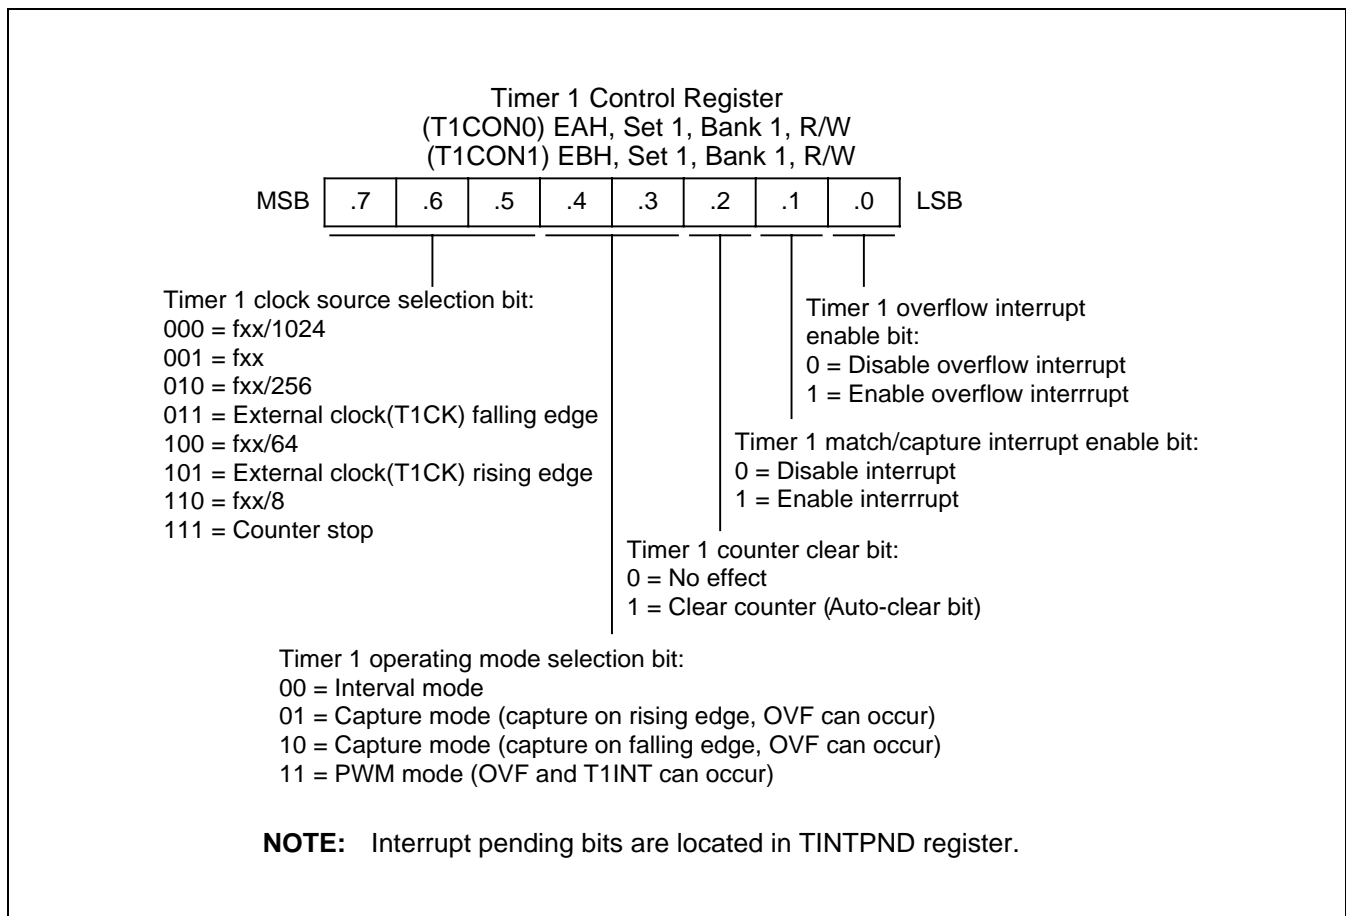 Timer 1 Control Register
(T1CON0) EAH, Set 1, Bank 1, R/W
(T1CON1) EBH, Set 1, Bank 1, R/W
MSB .7 .6 .5 .4 .3 .2 .1 .0 LSB
Timer 1 clock source selection bit:
000 = fxx/1024
001 = fxx
010 = fxx/256
011 = External clock(T1CK) falling edge
100 = fxx/64
101 = External clock(T1CK) rising edge
110 = fxx/8
111 = Counter stop
Timer 1 overflow interrupt
enable bit:
0 = Disable overflow interrupt
1 = Enable overflow interrrupt
Timer 1 match/capture interrupt enable bit:
0 = Disable interrupt
1 = Enable interrrupt
Timer 1 counter clear bit:
0 = No effect
1 = Clear counter (Auto-clear bit)
Timer 1 operating mode selection bit:
00 = Interval mode
01 = Capture mode (capture on rising edge, OVF can occur)
10 = Capture mode (capture on falling edge, OVF can occur)
11 = PWM mode (OVF and T1INT can occur)
NOTE: Interrupt pending bits are located in TINTPND register.